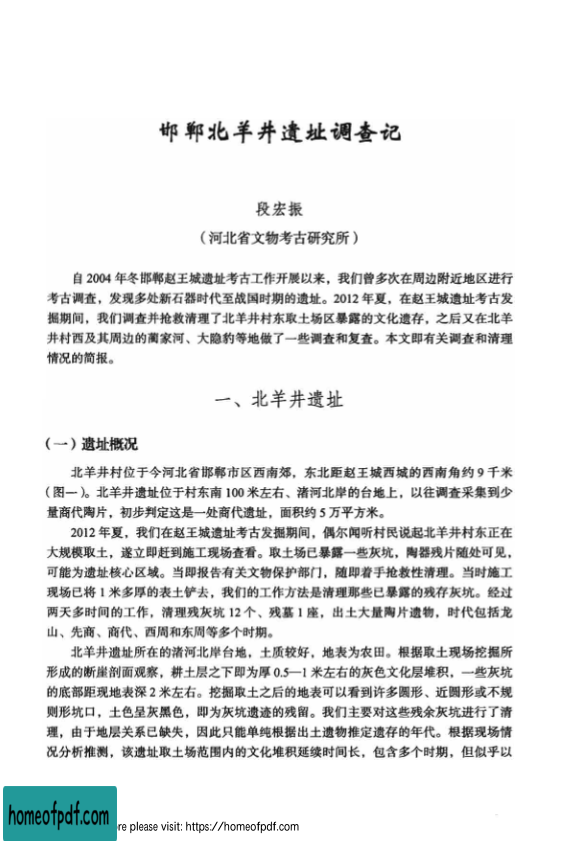 邯郸北羊井遗址调查记
段宏振
（河北省文物考古研究所）
自 2004 年冬邯郸赵王城遗址考古工作开展以来，我们曾多次在周边附近地区进行
考古调查，发现多处新石器时代至战国时期的遗址。2012 年夏，在赵王城遗址考古发
掘期间，我们调查并抢救清理了北羊井村东取土场区暴露的文化遗存，之后又在北羊
井村西及其周边的蔺家河、大隐豹等地做了一些调查和复查。本文即有关调查和清理
情况的简报。
一、北羊井遗址
（一）遗址概况
北羊井村位于今河北省邯郸市区西南郊，东北距赵王城西城的西南角约 9 千米
（图一）。北羊井遗址位于村东南 100 米左右、渚河北岸的台地上，以往调查采集到少
量商代陶片，初步判定这是一处商代遗址，面积约 5 万平方米。
2012 年夏，我们在赵王城遗址考古发掘期间，偶尔闻听村民说起北羊井村东正在
大规模取土，遂立即赶到施工现场查看。取土场已暴露一些灰坑，陶器残片随处可见，
可能为遗址核心区域。当即报告有关文物保护部门，随即着手抢救性清理。当时施工
现场已将 1 米多厚的表土铲去，我们的工作方法是清理那些已暴露的残存灰坑。经过
两天多时间的工作，清理残灰坑 12 个、残墓 1 座，出土大量陶片遗物，时代包括龙
山、先商、商代、西周和东周等多个时期。
北羊井遗址所在的渚河北岸台地，土质较好，地表为农田。根据取土现场挖掘所
形成的断崖剖面观察，耕土层之下即为厚 0.5—1 米左右的灰色文化层堆积，一些灰坑
的底部距现地表深 2 米左右。挖掘取土之后的地表可以看到许多圆形、近圆形或不规
则形坑口，土色呈灰黑色，即为灰坑遗迹的残留。我们主要对这些残余灰坑进行了清
理，由于地层关系已缺失，因此只能单纯根据出土遗物推定遗存的年代。根据现场情
况分析推测，该遗址取土场范围内的文化堆积延续时间长，包含多个时期，但似乎以
homeofpdf.com
re please visit: https://homeofpdf.com